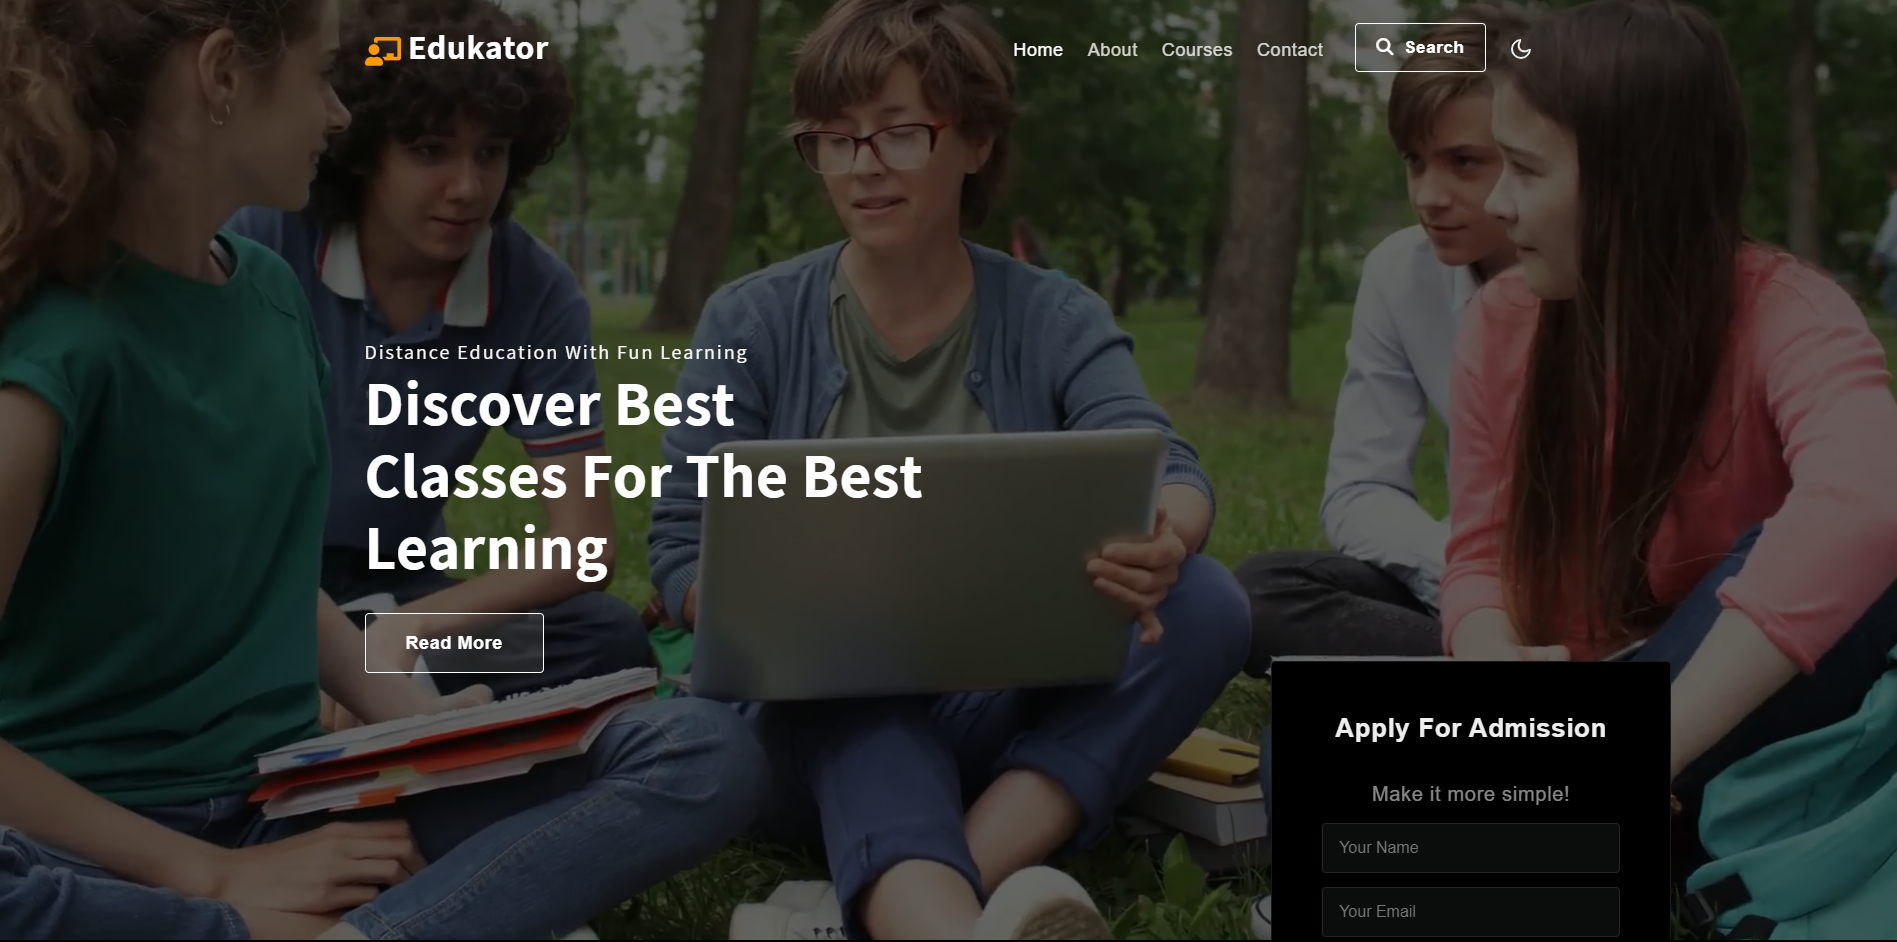 Edukator
Home About Courses Contact Search
Distance Education With Fun Learning
Discover Best
Classes For The Best
Learning
Read More
Apply For Admission
Make it more simple!
Your Name
Your Email